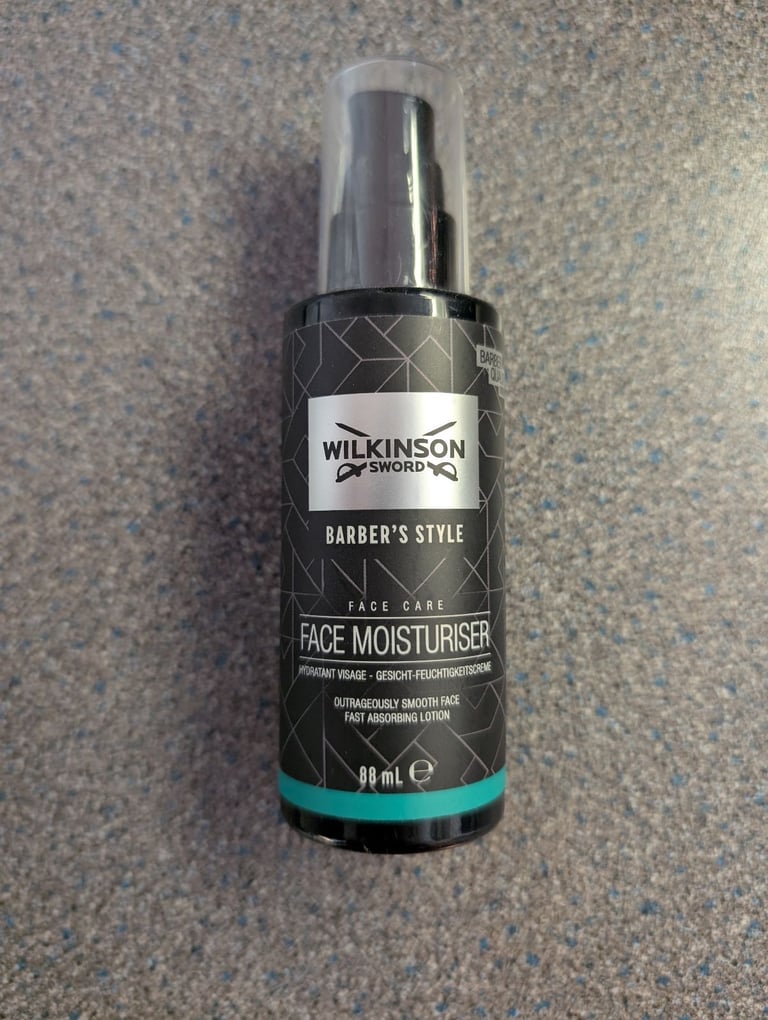 BARBE
WILKINSON
SWORD
BARBER'S STYLE
FACE CARE
FACE MOISTURISER
HYDRATANT VISAGE - GESICHT-FEUCHTIGKEITSCREME
OUTRAGEOUSLY SMOOTH FACE
FAST ABSORBING LOTION
88 mL ℮